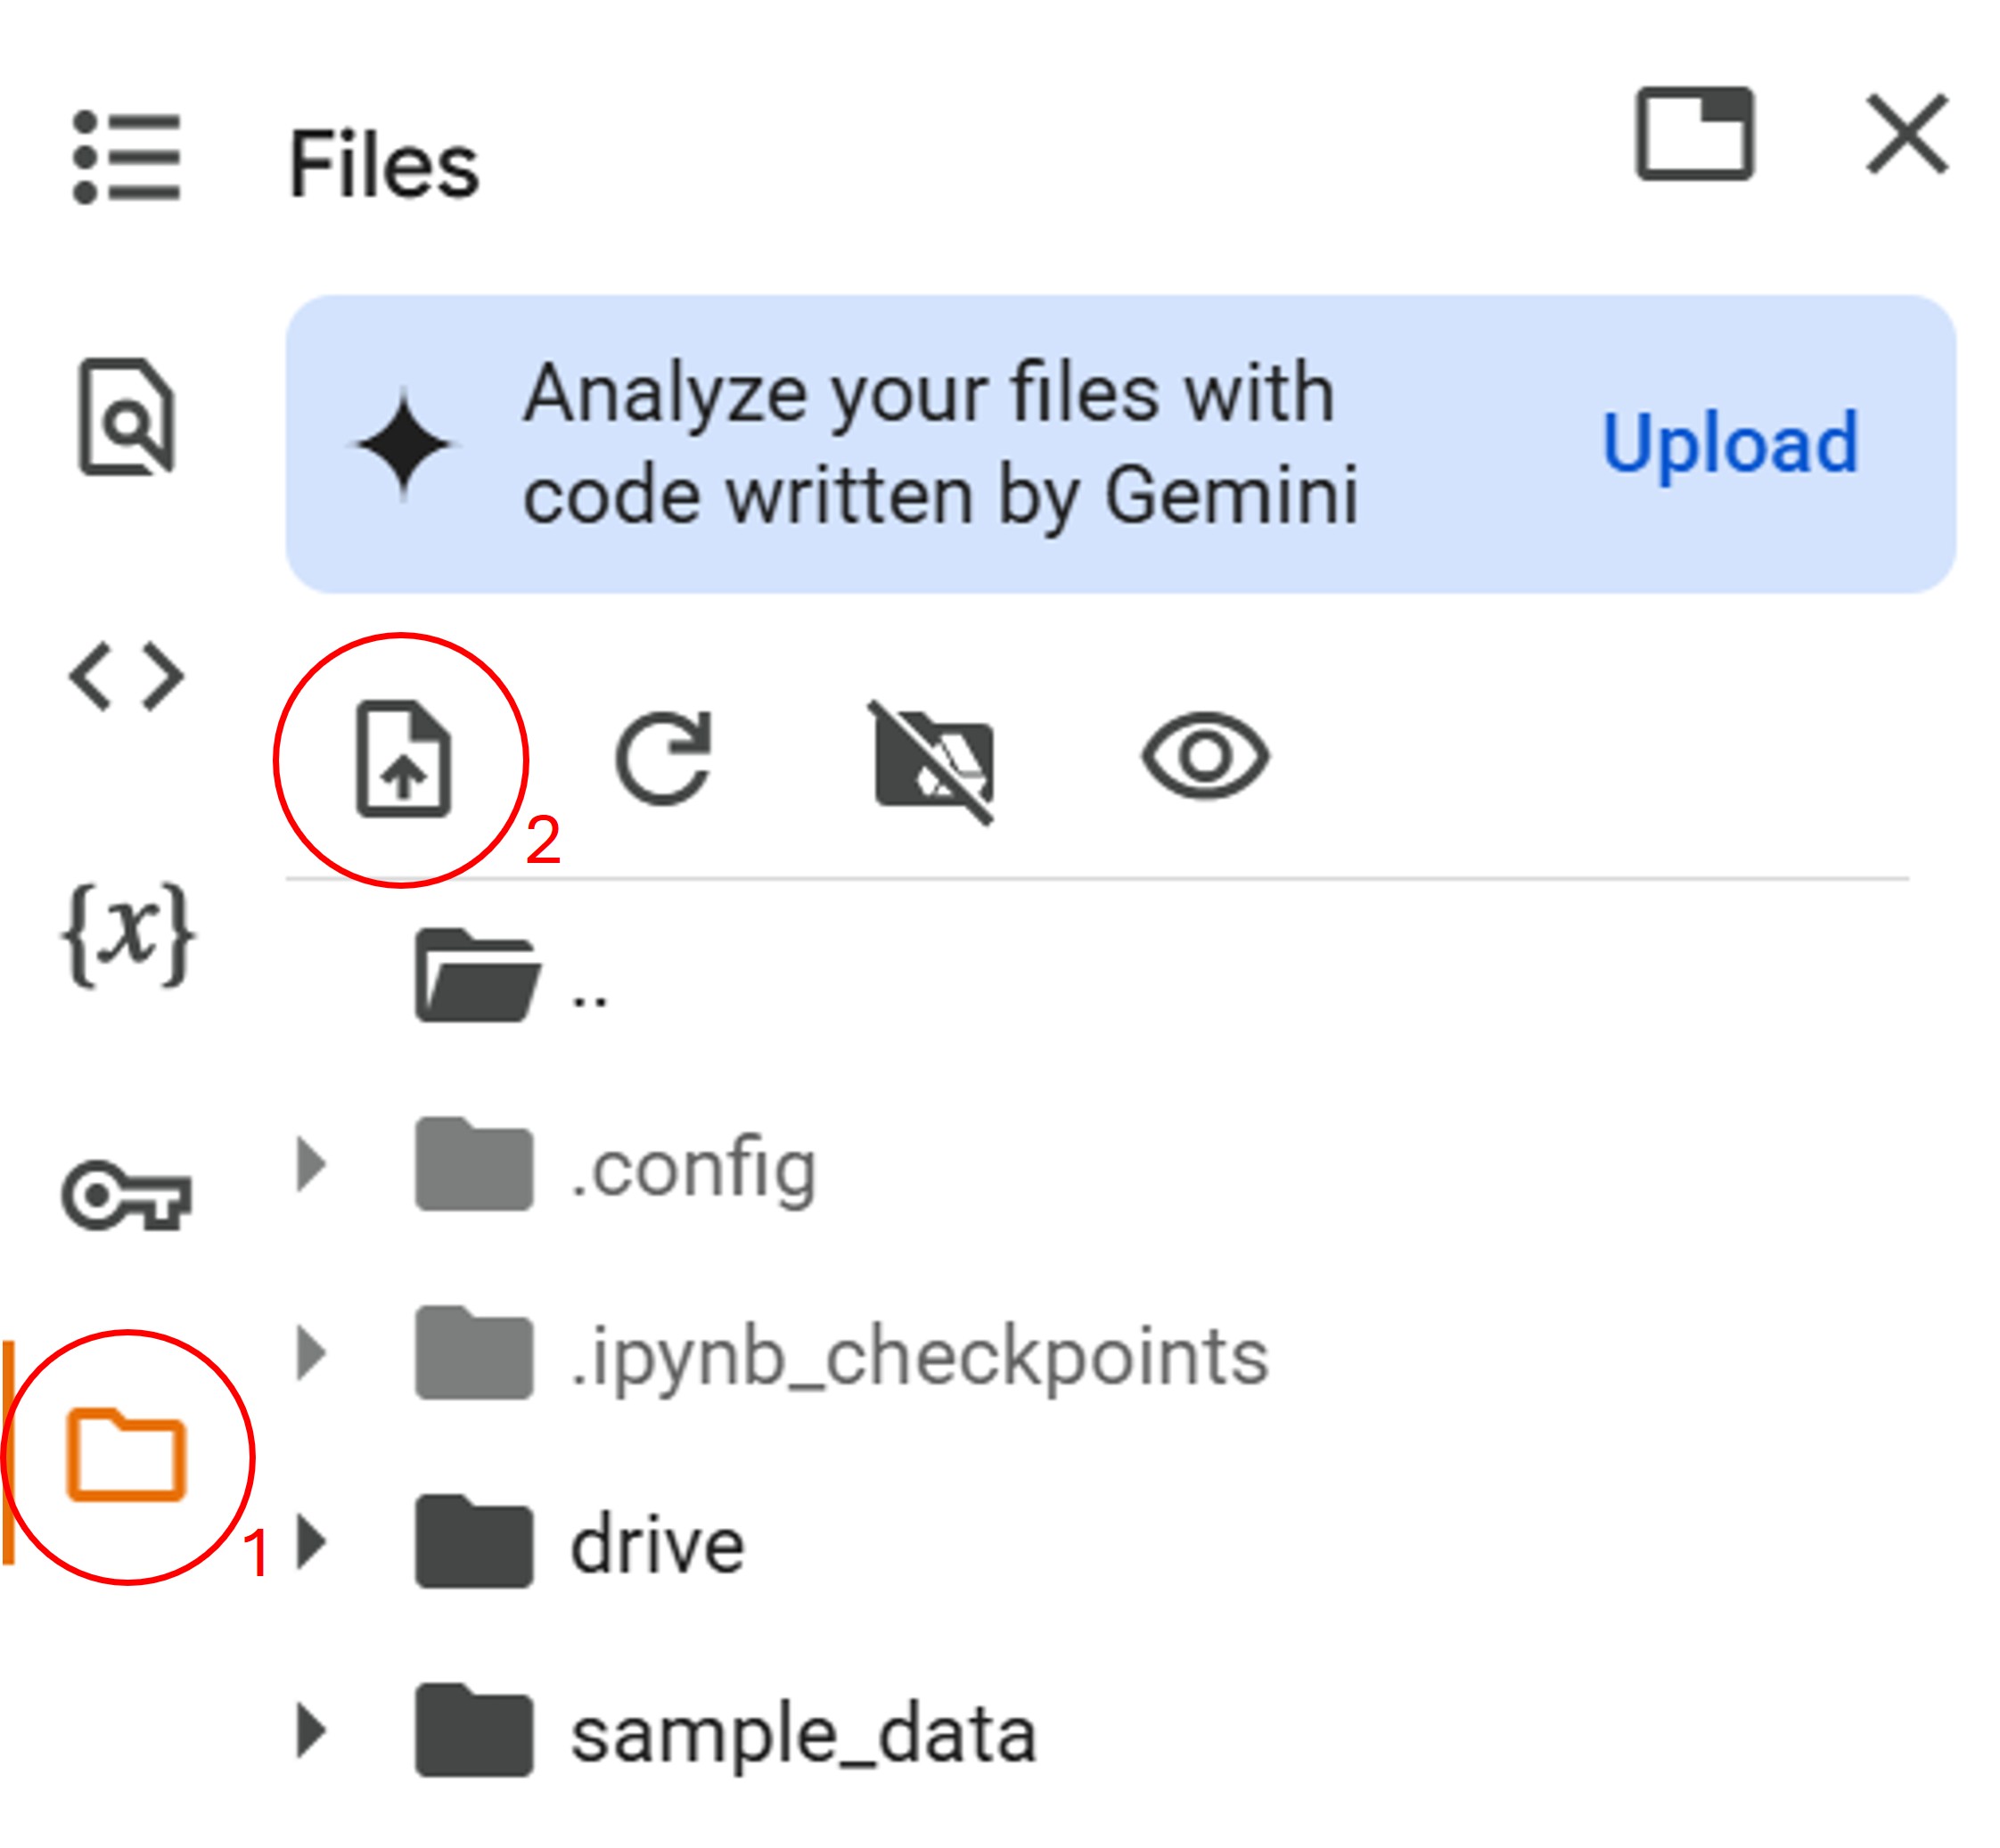 Files
Analyze your files with
code written by Gemini
Upload
2
{x}
..
.config
.ipynb_checkpoints
1
drive
sample_data